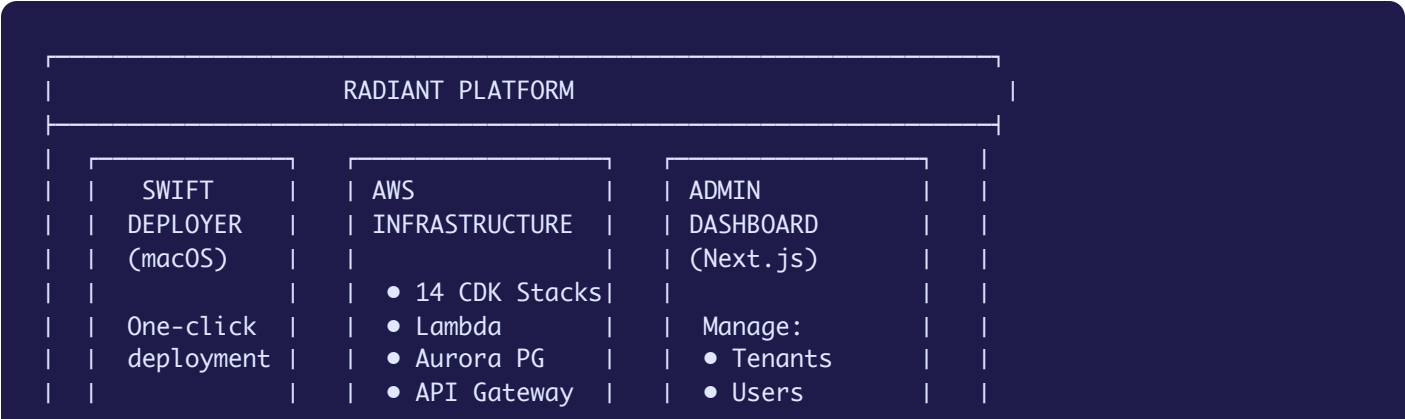 RADIANT PLATFORM
SWIFT AWS ADMIN
DEPLOYER INFRASTRUCTURE DASHBOARD
(macOS) (Next.js)
● 14 CDK Stacks
One-click ● Lambda Manage:
deployment ● Aurora PG ● Tenants
● API Gateway ● Users